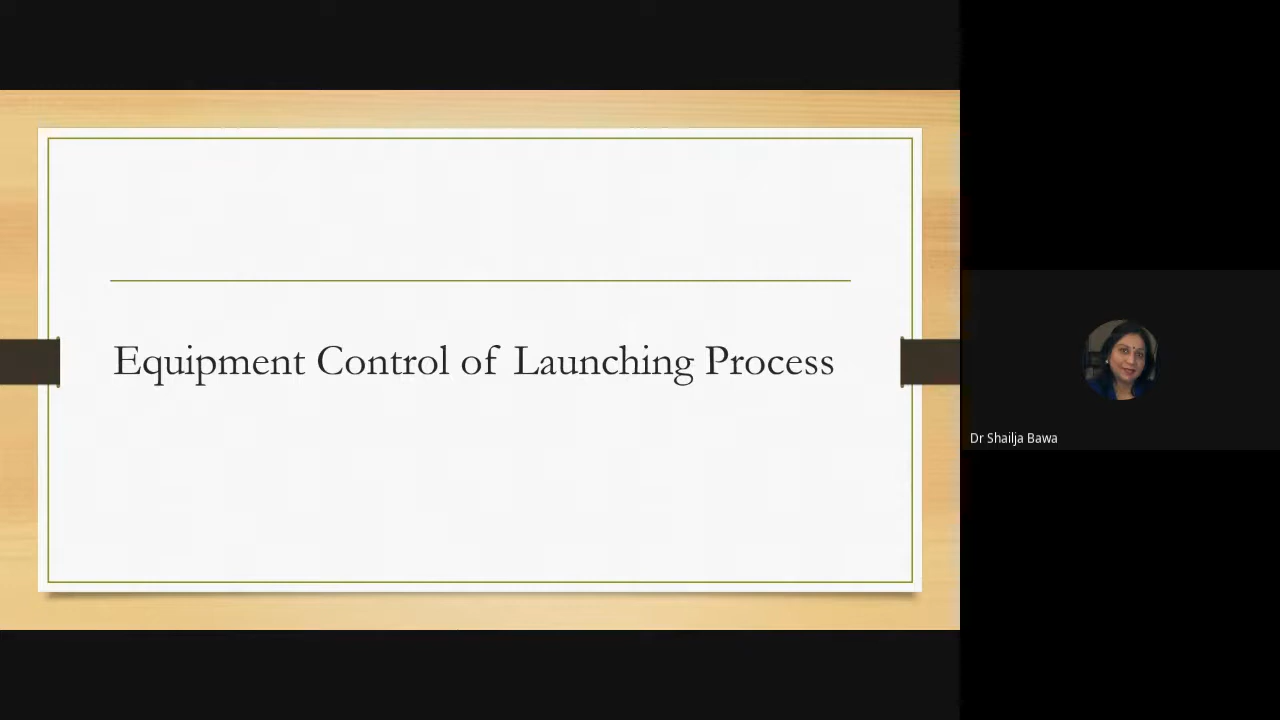 Equipment Control of Launching Process
Dr Shailja Bawa